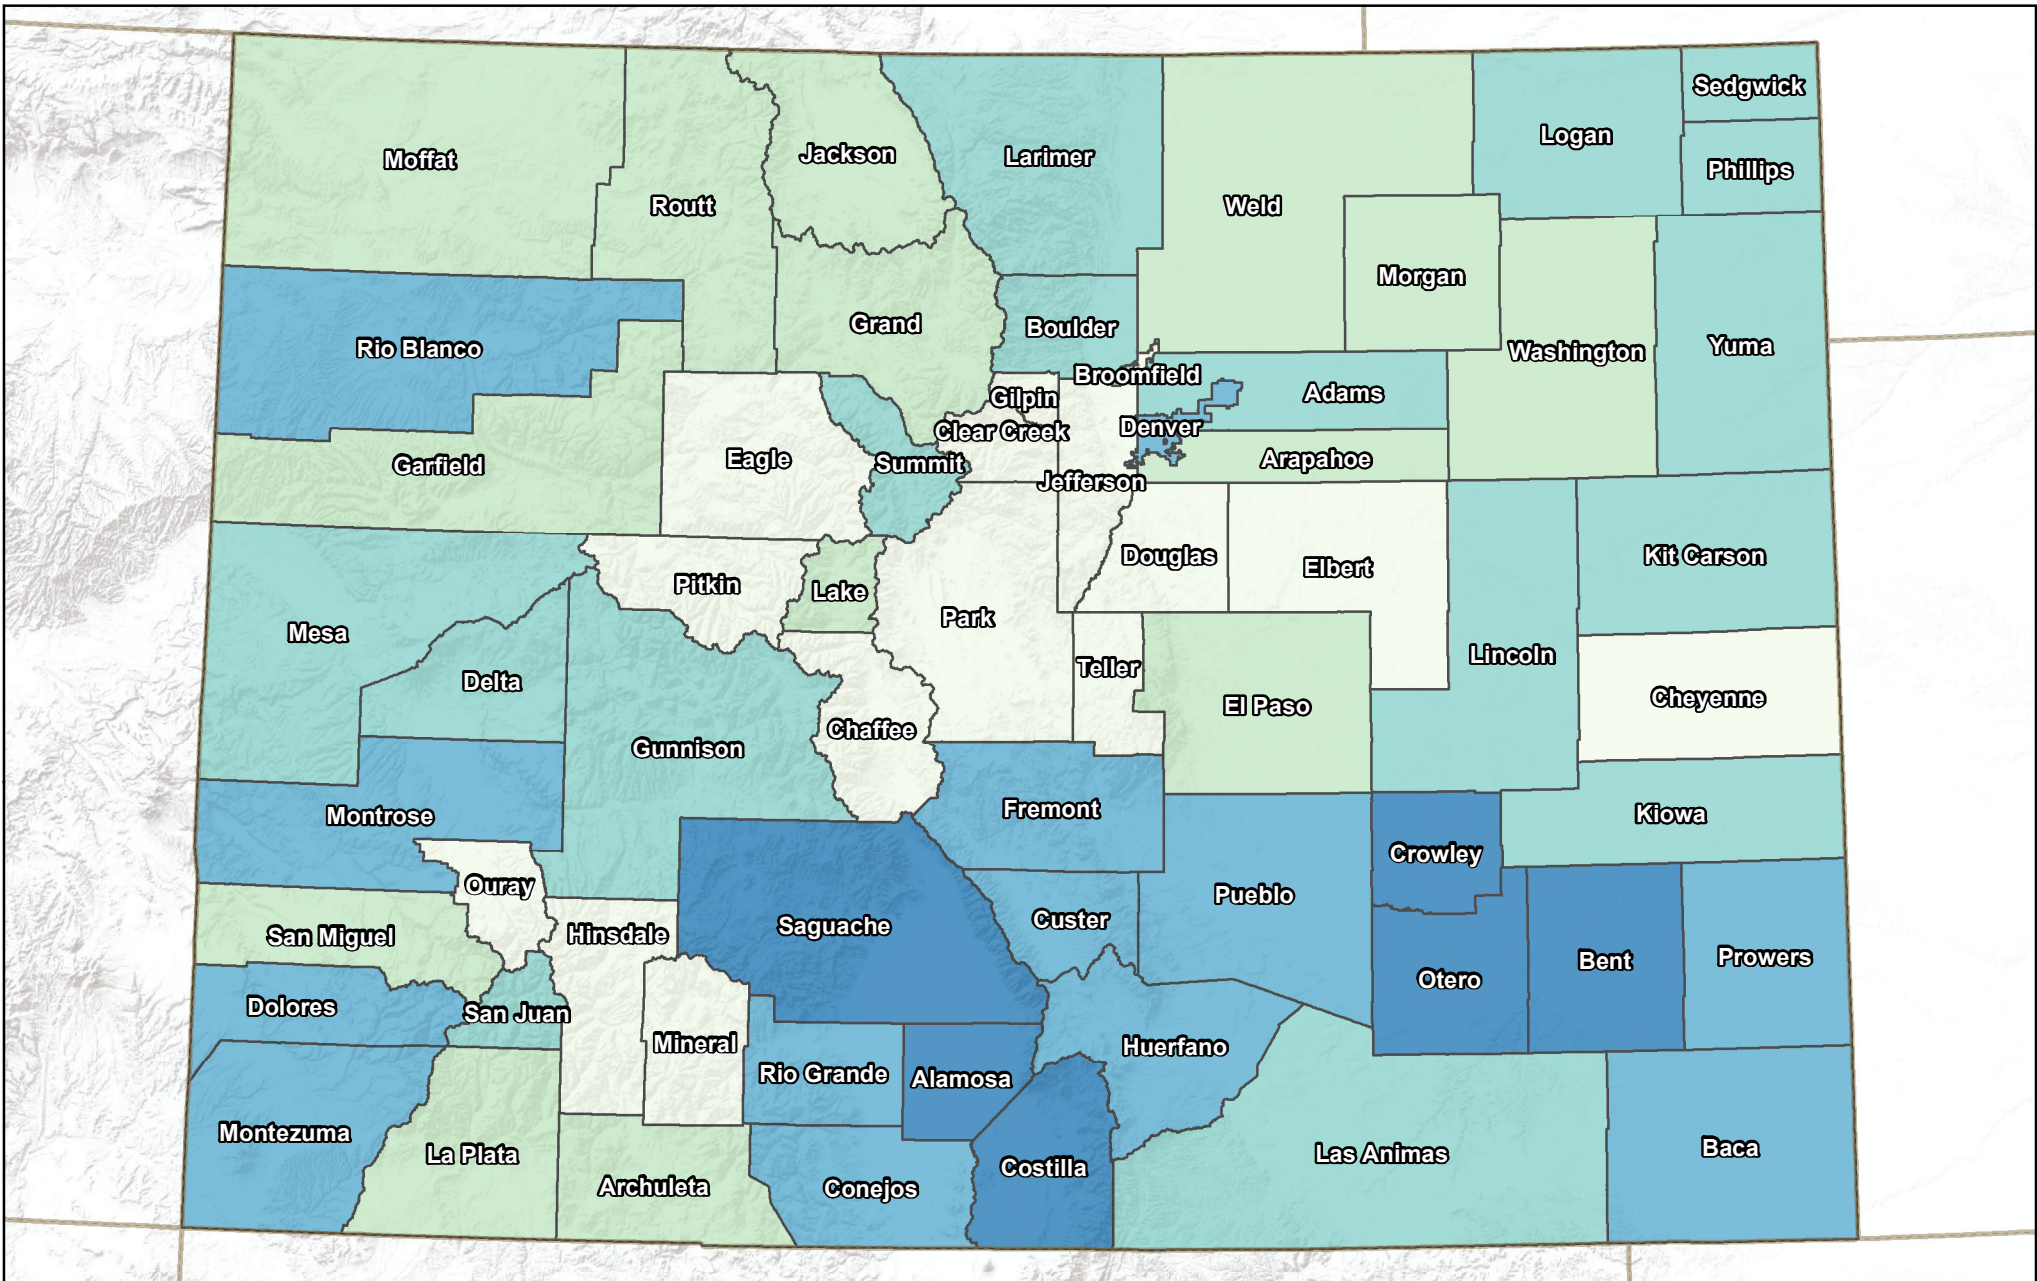 Sedgwick
Logan
Moffat
Jackson
Larimer
Phillips
Routt
Weld
Morgan
Grand
Boulder
Rio Blanco
Washington
Yuma
Broomfield
Gilpin
Adams
Denver
Clear Creek
Eagle
Arapahoe
Garfield
Summit
Jefferson
Douglas
Kit Carson
Elbert
Pitkin
Lake
Park
Mesa
Lincoln
Teller
Delta
Cheyenne
El Paso
Chaffee
Gunnison
Fremont
Montrose
Kiowa
Crowley
Ouray
Pueblo
Custer
Saguache
Hinsdale
San Miguel
Prowers
Bent
Otero
Dolores
San Juan
Mineral
Huerfano
Rio Grande
Alamosa
Montezuma
Baca
La Plata
Las Animas
Costilla
Archuleta
Conejos